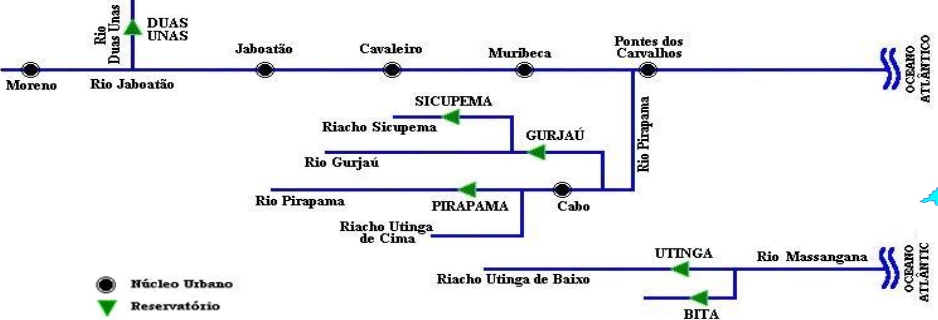 Rio
Duas Unas
DUAS
UNAS
Jaboatão
Cavaleiro
Muribeca
Pontes dos
Carvalhos
OCEANO
ATLÂNTICO
Moreno
Rio Jaboatão
SICUPEMA
Riacho Sicupema
GURJAÚ
Rio Gurjaú
Rio Pirapama
Rio Pirapama
PIRAPAMA
Cabo
Riacho Utinga
de Cima
UTINGA
Rio Massangana
OCEANO
ATLÂNTIC
Riacho Utinga de Baixo
BITA
Núcleo Urbano
Reservatório